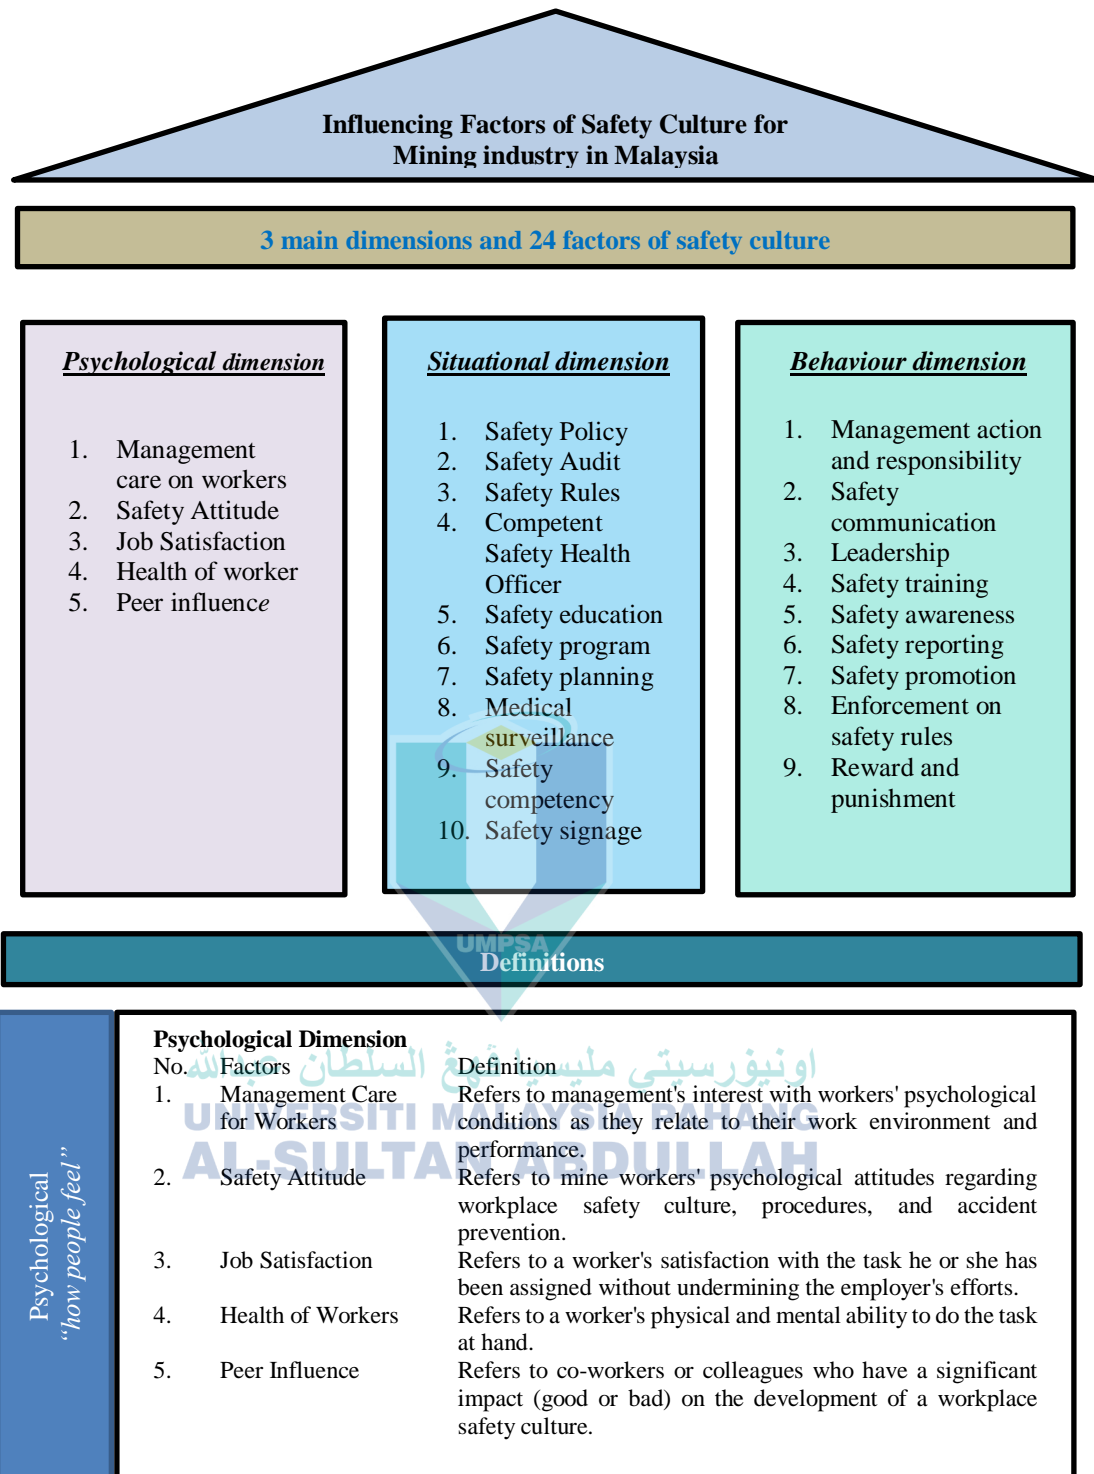 Influencing Factors of Safety Culture for
Mining industry in Malaysia
3 main dimensions and 24 factors of safety culture
Psychological dimension
1. Management
care on workers
2. Safety Attitude
3. Job Satisfaction
4. Health of worker
5. Peer influence
Situational dimension
1. Safety Policy
2. Safety Audit
3. Safety Rules
4. Competent
Safety Health
Officer
5. Safety education
6. Safety program
7. Safety planning
8. Medical
surveillance
9. Safety
competency
10. Safety signage
Behaviour dimension
1. Management action
and responsibility
2. Safety
communication
3. Leadership
4. Safety training
5. Safety awareness
6. Safety reporting
7. Safety promotion
8. Enforcement on
safety rules
9. Reward and
punishment
UMPSA
Definitions
Psychological
“how people feel”
Psychological Dimension
No. Factors Definition
1. Management Care Refers to management's interest with workers' psychological
for Workers conditions as they relate to their work environment and
performance.
2. Safety Attitude Refers to mine workers' psychological attitudes regarding
workplace safety culture, procedures, and accident
prevention.
3. Job Satisfaction Refers to a worker's satisfaction with the task he or she has
been assigned without undermining the employer's efforts.
4. Health of Workers Refers to a worker's physical and mental ability to do the task
at hand.
5. Peer Influence Refers to co-workers or colleagues who have a significant
impact (good or bad) on the development of a workplace
safety culture.
اونيۏرسيتي مليسيا ڤهڠ السلطان عبدالله
UNIVERSITI MALAYSIA PAHANG
AL-SULTAN ABDULLAH